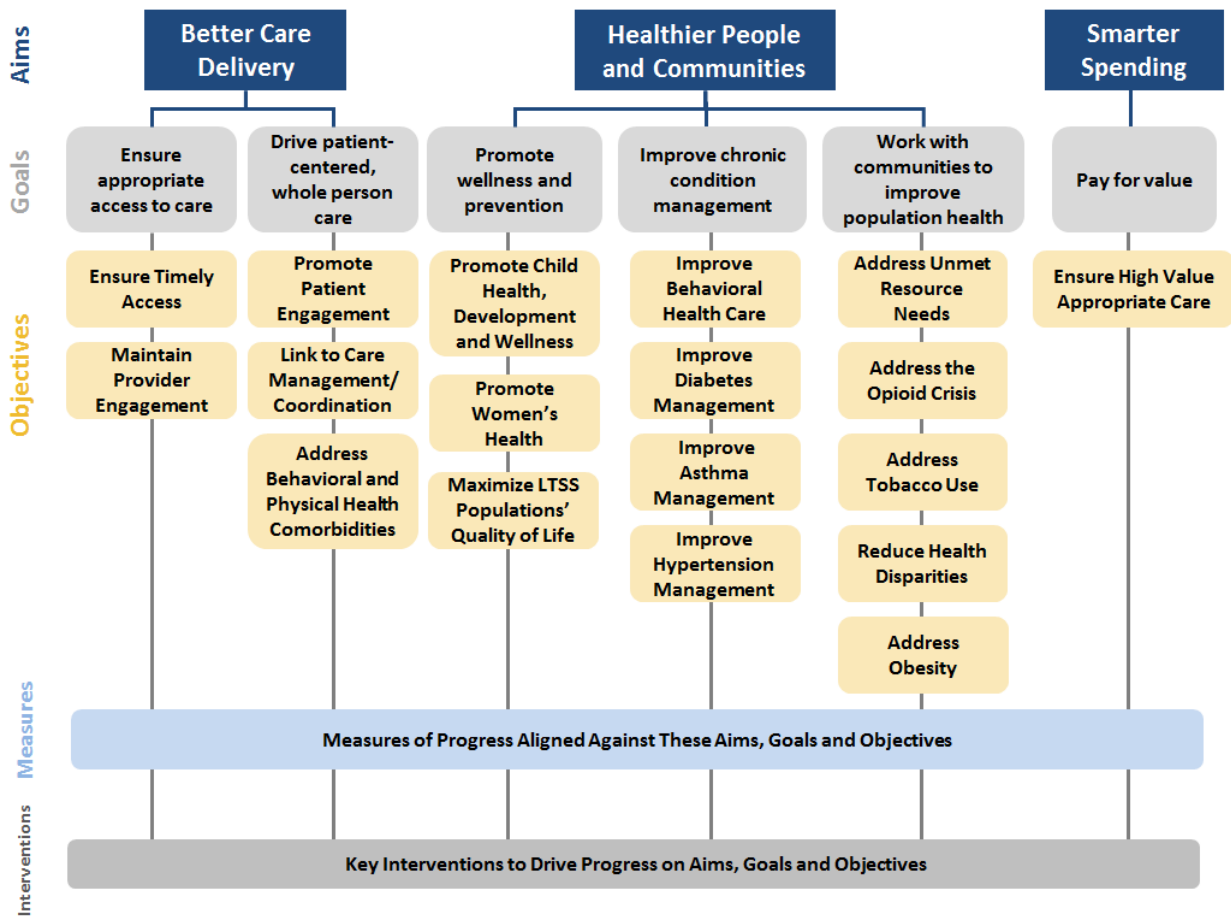 Aims
Better Care
Delivery
Healthier People
and Communities
Smarter
Spending
Goals
Ensure
appropriate
access to care
Drive patient-
centered,
whole person
care
Promote
wellness and
prevention
Improve chronic
condition
management
Work with
communities to
improve
population health
Pay for value
Objectives
Ensure Timely
Access
Maintain
Provider
Engagement
Promote
Patient
Engagement
Link to Care
Management/
Coordination
Address
Behavioral and
Physical Health
Comorbidities
Promote Child
Health,
Development
and Wellness
Promote
Women’s
Health
Maximize LTSS
Populations’
Quality of Life
Improve
Behavioral
Health Care
Improve
Diabetes
Management
Improve
Asthma
Management
Improve
Hypertension
Management
Address Unmet
Resource
Needs
Address the
Opioid Crisis
Address
Tobacco Use
Reduce Health
Disparities
Address
Obesity
Ensure High Value
Appropriate Care
Measures
Measures of Progress Aligned Against These Aims, Goals and Objectives
Interventions
Key Interventions to Drive Progress on Aims, Goals and Objectives